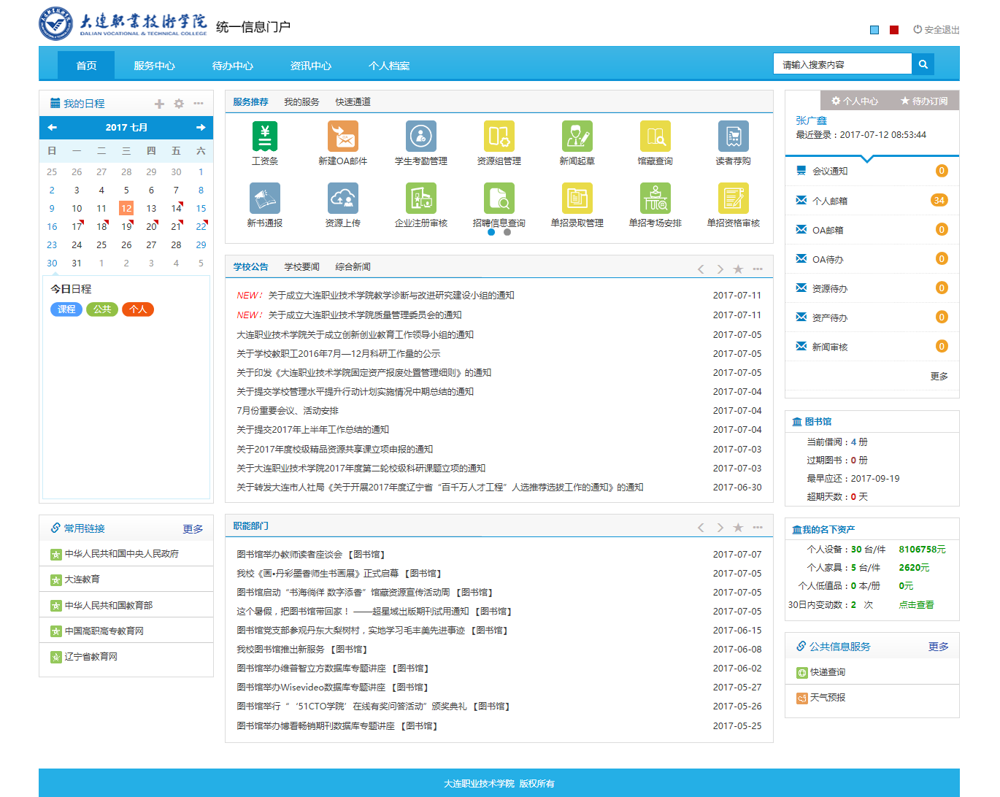 大连职业技术学院 统一信息门户
DALIAN VOCATIONAL & TECHNICAL COLLEGE
安全退出
首页 服务中心 待办中心 资讯中心 个人档案
请输入搜索内容
我的日程
2017 七月
日 一 二 三 四 五 六
25 26 27 28 29 30 1
2 3 4 5 6 7 8
9 10 11 12 13 14 15
16 17 18 19 20 21 22
23 24 25 26 27 28 29
30 31 1 2 3 4 5
今日日程
课程 公共 个人
常用链接 更多
中华人民共和国中央人民政府
大连教育
中华人民共和国教育部
中国高职高专教育网
辽宁省教育网
服务推荐 我的服务 快速通道
工资条 新建OA邮件 学生考勤管理 资源组管理 新闻起草 馆藏查询 读者荐购
新书通报 资源上传 企业注册审核 招聘信息查询 单招录取管理 单招考场安排 单招资格审核
学校公告 学校要闻 综合新闻
NEW： 关于成立大连职业技术学院教学诊断与改进研究建设小组的通知 2017-07-11
NEW： 关于成立大连职业技术学院质量管理委员会的通知 2017-07-11
大连职业技术学院关于成立创新创业教育工作领导小组的通知 2017-07-05
关于学校教职工2016年7月—12月科研工作量的公示 2017-07-05
关于印发《大连职业技术学院固定资产报废处置管理细则》的通知 2017-07-05
关于提交学校管理水平提升行动计划实施情况中期总结的通知 2017-07-04
7月份重要会议、活动安排 2017-07-04
关于提交2017年上半年工作总结的通知 2017-07-04
关于2017年度校级精品资源共享课立项申报的通知 2017-07-03
关于大连职业技术学院2017年度第二轮校级科研课题立项的通知 2017-07-03
关于转发大连市人社局《关于开展2017年度辽宁省“百千万人才工程”人选推荐选拔工作的通知》的通知 2017-06-30
职能部门
图书馆举办教师读者座谈会 【图书馆】 2017-07-07
我校《画•丹彩墨香师生书画展》正式启幕 【图书馆】 2017-07-05
图书馆启动“书海徜徉 数字添香”馆藏资源宣传活动周 【图书馆】 2017-07-05
这个暑假，把图书馆带回家！——超星域出版期刊试用通知 【图书馆】 2017-07-05
图书馆党支部参观丹东大梨树村，实地学习毛丰美先进事迹 【图书馆】 2017-06-15
我校图书馆推出新服务 【图书馆】 2017-06-08
图书馆举办维普智立方数据库专题讲座 【图书馆】 2017-06-02
图书馆举办Wisevideo数据库专题讲座 【图书馆】 2017-05-27
图书馆举行“‘51CTO学院’在线有奖问答活动”颁奖典礼 【图书馆】 2017-05-26
图书馆举办博看畅销期刊数据库专题讲座 【图书馆】 2017-05-25
个人中心 待办订阅
张广鑫
最近登录：2017-07-12 08:53:44
会议通知 0
个人邮箱 34
OA邮箱 0
OA待办 0
资源待办 0
资产待办 0
新闻审核 0
更多
图书馆
当前借阅：4 册
过期图书：0 册
最早应还：2017-09-19
超期天数：0 天
我的名下资产
个人设备：30 台/件 8106758元
个人家具：5 台/件 2620元
个人低值品：0 本/册 0元
30日内变动数：2 次 点击查看
公共信息服务 更多
快递查询
天气预报
大连职业技术学院 版权所有